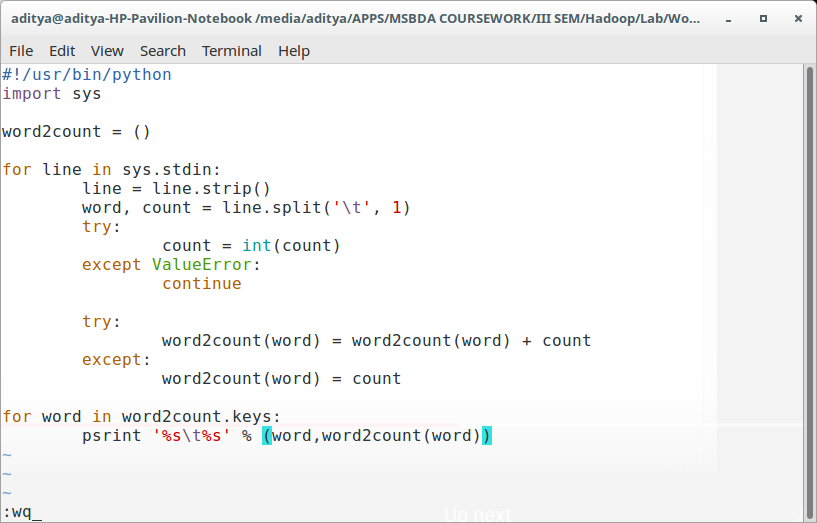 aditya@aditya-HP-Pavilion-Notebook /media/aditya/APPS/MSBDA COURSEWORK/III SEM/Hadoop/Lab/Wo...
File Edit View Search Terminal Help
#!/usr/bin/python
import sys

word2count = ()

for line in sys.stdin:
        line = line.strip()
        word, count = line.split('\t', 1)
        try:
                count = int(count)
        except ValueError:
                continue

        try:
                word2count(word) = word2count(word) + count
        except:
                word2count(word) = count

for word in word2count.keys:
        psrint '%s\t%s' % (word,word2count(word))
~
~
~
:wq_
Up next